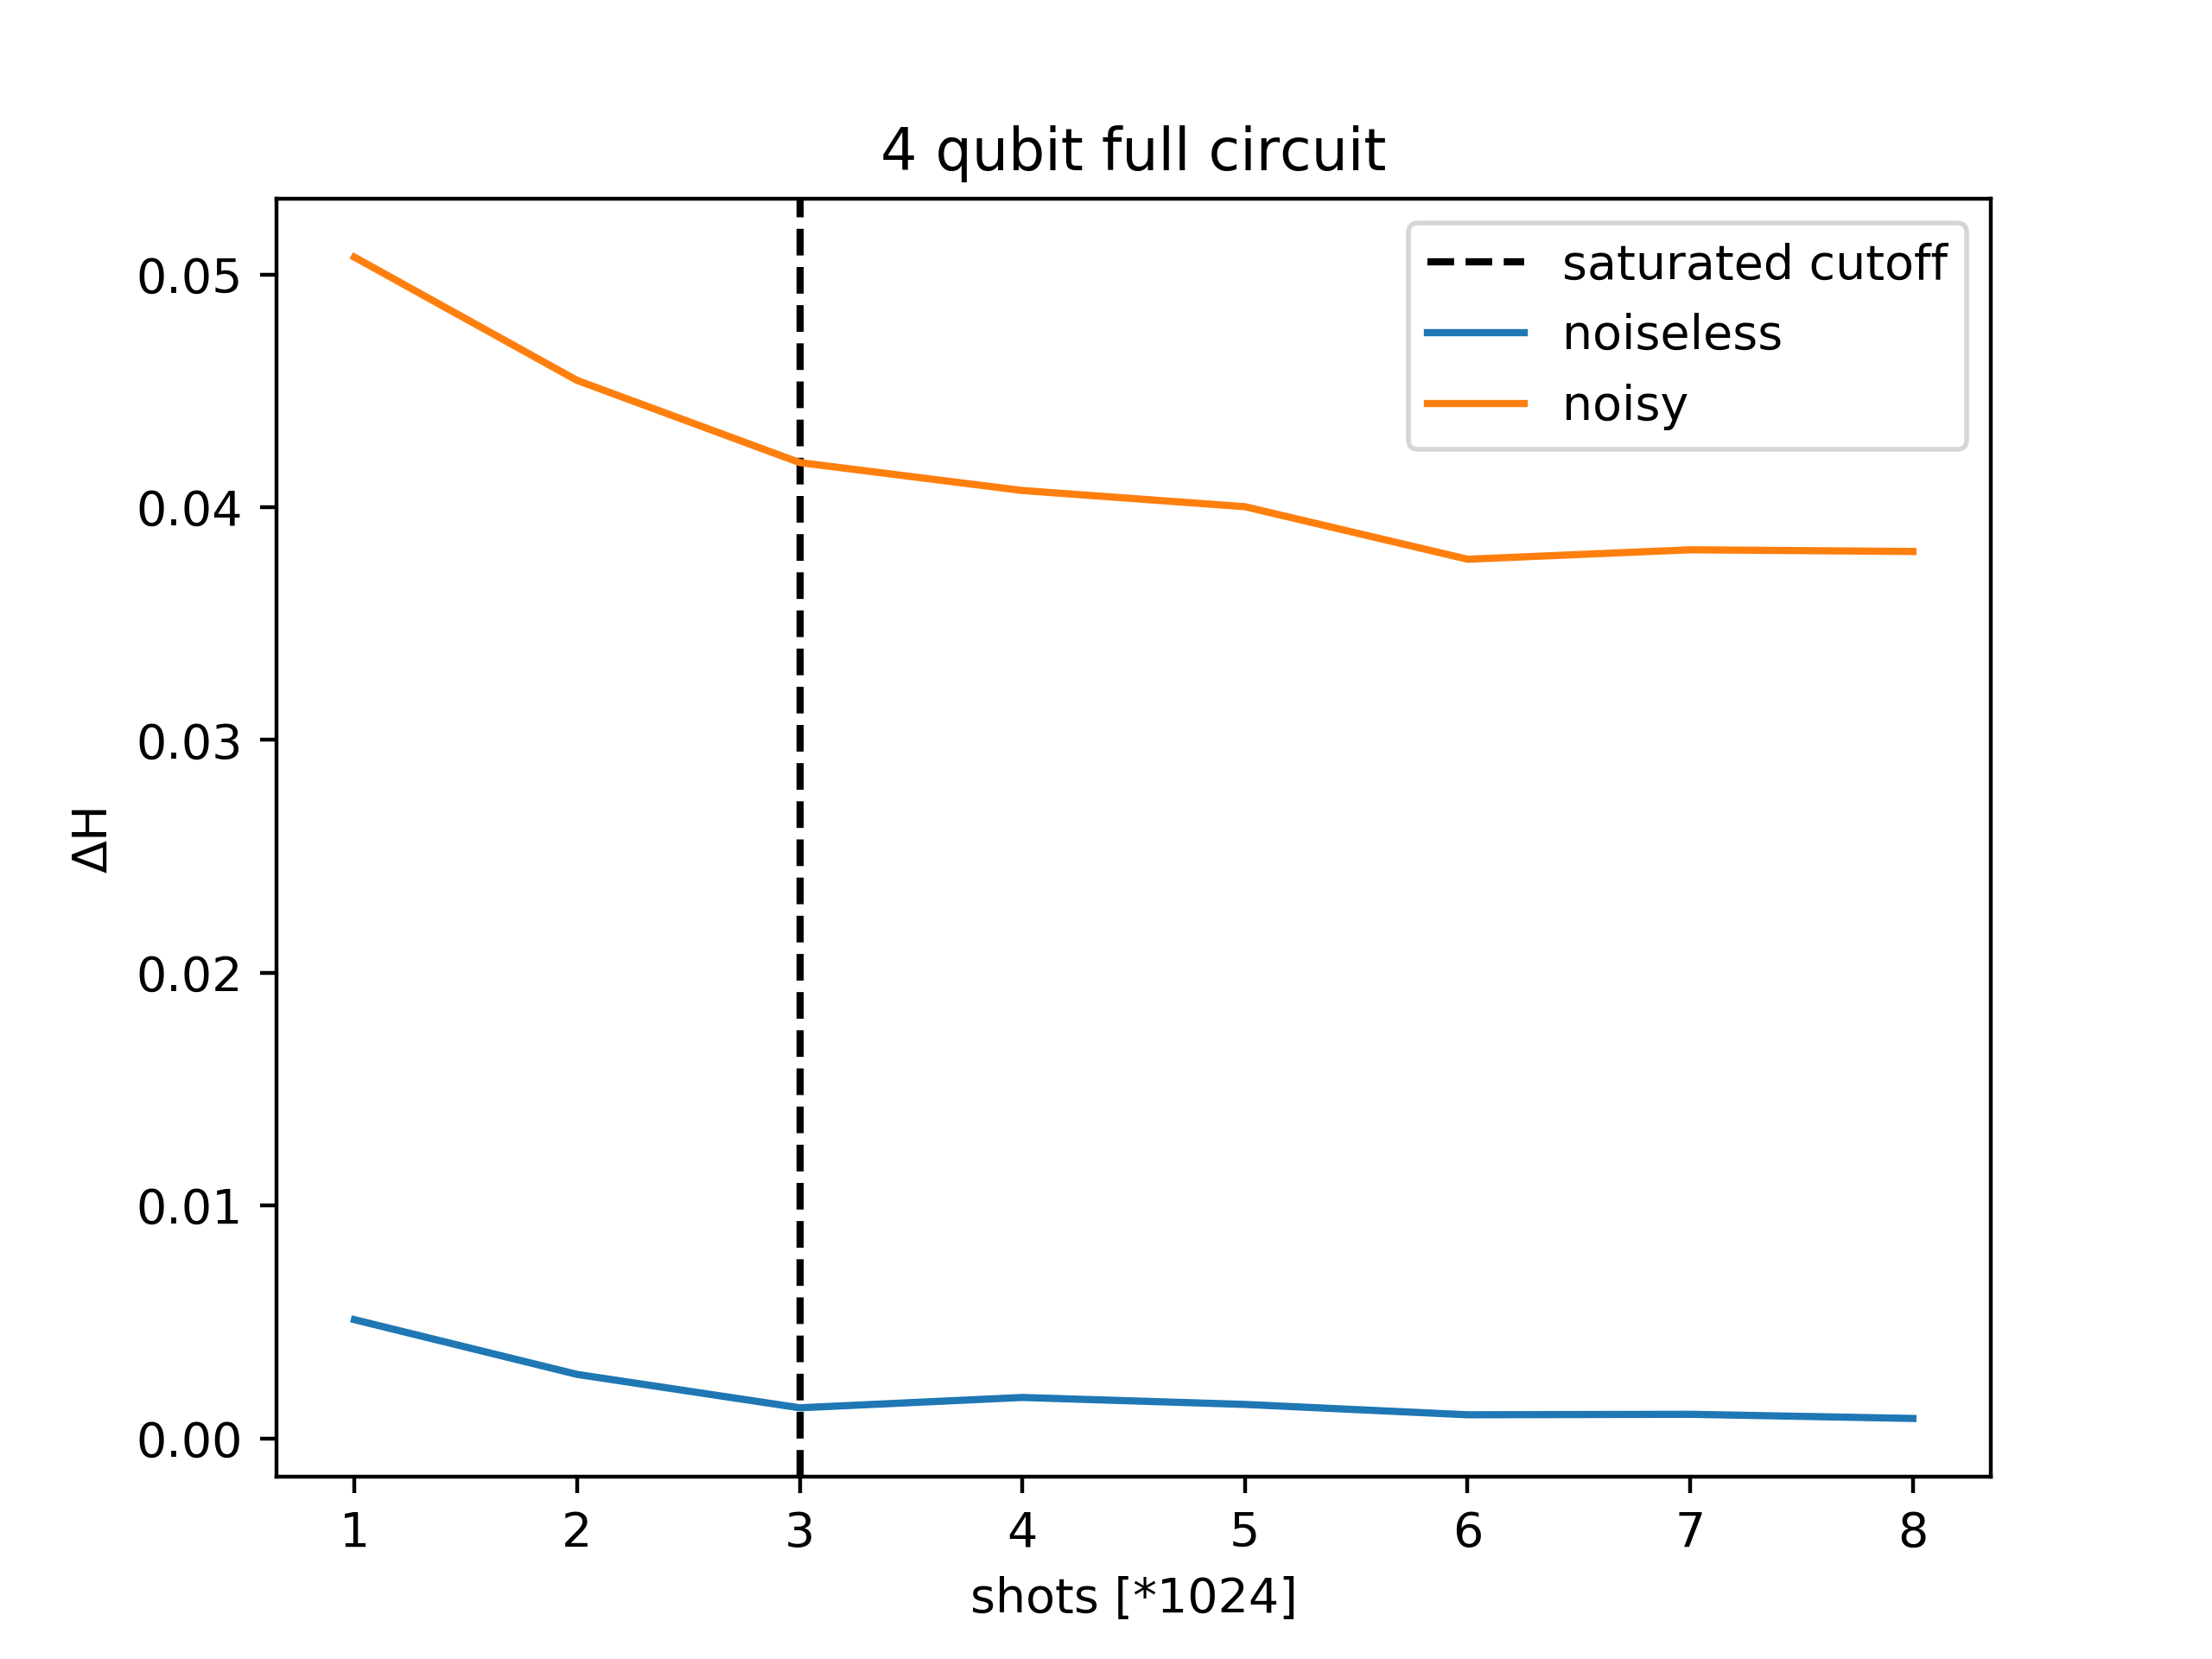 4 qubit full circuit
saturated cutoff
noiseless
noisy
0.05
0.04
0.03
0.02
0.01
0.00
ΔH
1 2 3 4 5 6 7 8
shots [*1024]